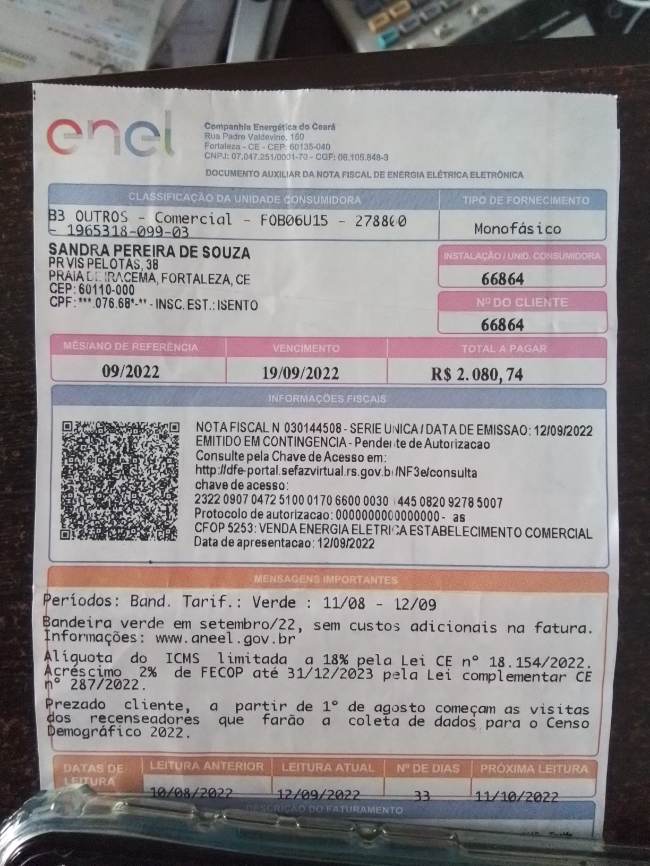 enel
Companhia Energética do Ceará
Rua Padre Valdevino, 150
Fortaleza - CE - CEP: 60135-040
CNPJ: 07.047.251/0001-70 - CGF: 06.105.848-3
DOCUMENTO AUXILIAR DA NOTA FISCAL DE ENERGIA ELÉTRICA ELETRÔNICA
CLASSIFICAÇÃO DA UNIDADE CONSUMIDORA
TIPO DE FORNECIMENTO
B3 OUTROS - Comercial - FOB06U15 - 278800
- 1965318-099-03
Monofásico
SANDRA PEREIRA DE SOUZA
PR VIS PELOTAS, 38
PRAIA DE IRACEMA, FORTALEZA, CE
CEP: 60110-000
CPF: ***.076.68*-** - INSC. EST.: ISENTO
INSTALAÇÃO / UNID. CONSUMIDORA
66864
Nº DO CLIENTE
66864
MÊS/ANO DE REFERÊNCIA
VENCIMENTO
TOTAL A PAGAR
09/2022
19/09/2022
R$ 2.080,74
INFORMAÇÕES FISCAIS
NOTA FISCAL N 030144508 - SERIE UNICA / DATA DE EMISSAO: 12/09/2022
EMITIDO EM CONTINGENCIA - Pendente de Autorizacao
Consulte pela Chave de Acesso em:
http://dfe-portal.sefazvirtual.rs.gov.br/NF3e/consulta
chave de acesso:
2322 0907 0472 5100 0170 6600 0030 1445 0820 9278 5007
Protocolo de autorizacao: 0000000000000000 - as
CFOP 5253: VENDA ENERGIA ELETRICA ESTABELECIMENTO COMERCIAL
Data de apresentacao: 12/09/2022
MENSAGENS IMPORTANTES
Períodos: Band. Tarif.: Verde : 11/08 - 12/09
Bandeira verde em setembro/22, sem custos adicionais na fatura.
Informações: www.aneel.gov.br
Alíquota do ICMS limitada a 18% pela Lei CE nº 18.154/2022.
Acréscimo 2% de FECOP até 31/12/2023 pela Lei complementar CE
nº 287/2022.
Prezado cliente, a partir de 1º de agosto começam as visitas
dos recenseadores que farão a coleta de dados para o Censo
Demográfico 2022.
DATAS DE
LEITURA
LEITURA ANTERIOR
LEITURA ATUAL
Nº DE DIAS
PRÓXIMA LEITURA
10/08/2022
12/09/2022
33
11/10/2022
DESCRIÇÃO DO FATURAMENTO